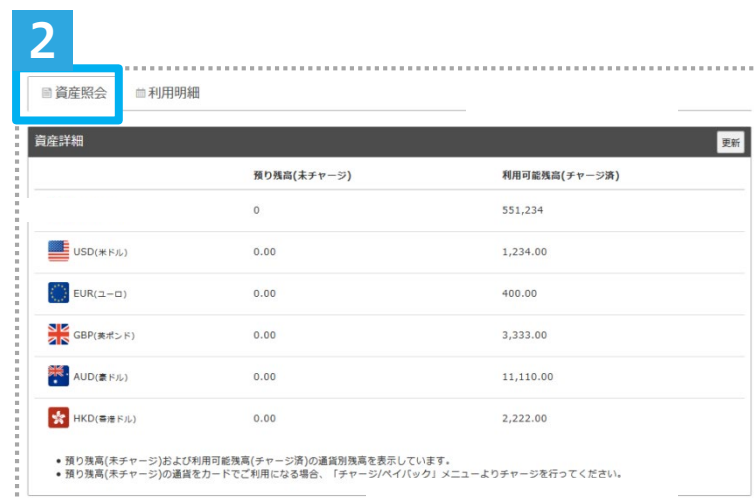 2
資産照会 利用明細
資産詳細 更新
預り残高(未チャージ) 利用可能残高(チャージ済)
0 551,234
USD(米ドル) 0.00 1,234.00
EUR(ユーロ) 0.00 400.00
GBP(英ポンド) 0.00 3,333.00
AUD(豪ドル) 0.00 11,110.00
HKD(香港ドル) 0.00 2,222.00
• 預り残高(未チャージ)および利用可能残高(チャージ済)の通貨別残高を表示しています。
• 預り残高(未チャージ)の通貨をカードでご利用になる場合、「チャージ/ペイバック」メニューよりチャージを行ってください。